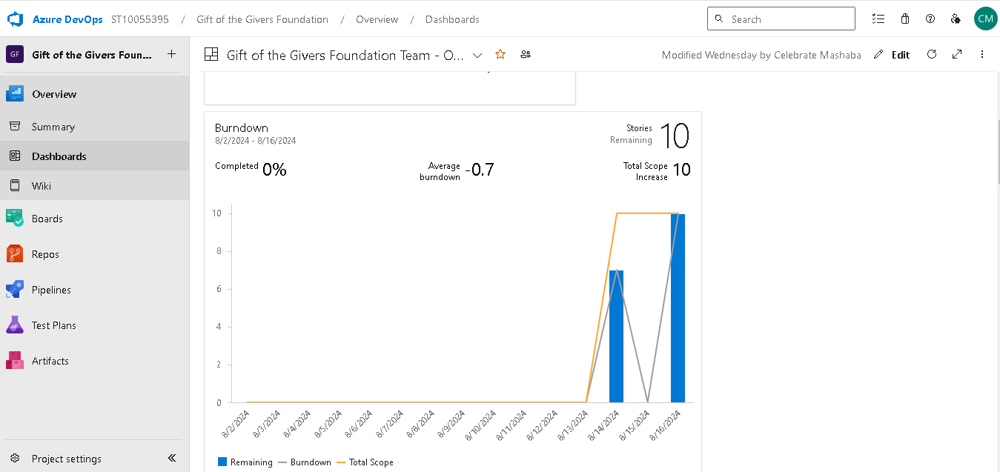 Azure DevOps ST10055395 / Gift of the Givers Foundation / Overview / Dashboards Search CM
GF Gift of the Givers Foun... +
Gift of the Givers Foundation Team - O... Modified Wednesday by Celebrate Mashaba Edit
Overview
Summary
Dashboards
Wiki
Boards
Repos
Pipelines
Test Plans
Artifacts
Project settings
Burndown
8/2/2024 - 8/16/2024
Stories
Remaining 10
Completed 0%
Average
burndown -0.7
Total Scope
Increase 10
10
8
6
4
2
0
8/2/2024 8/3/2024 8/4/2024 8/5/2024 8/6/2024 8/7/2024 8/8/2024 8/9/2024 8/10/2024 8/11/2024 8/12/2024 8/13/2024 8/14/2024 8/15/2024 8/16/2024
Remaining Burndown Total Scope